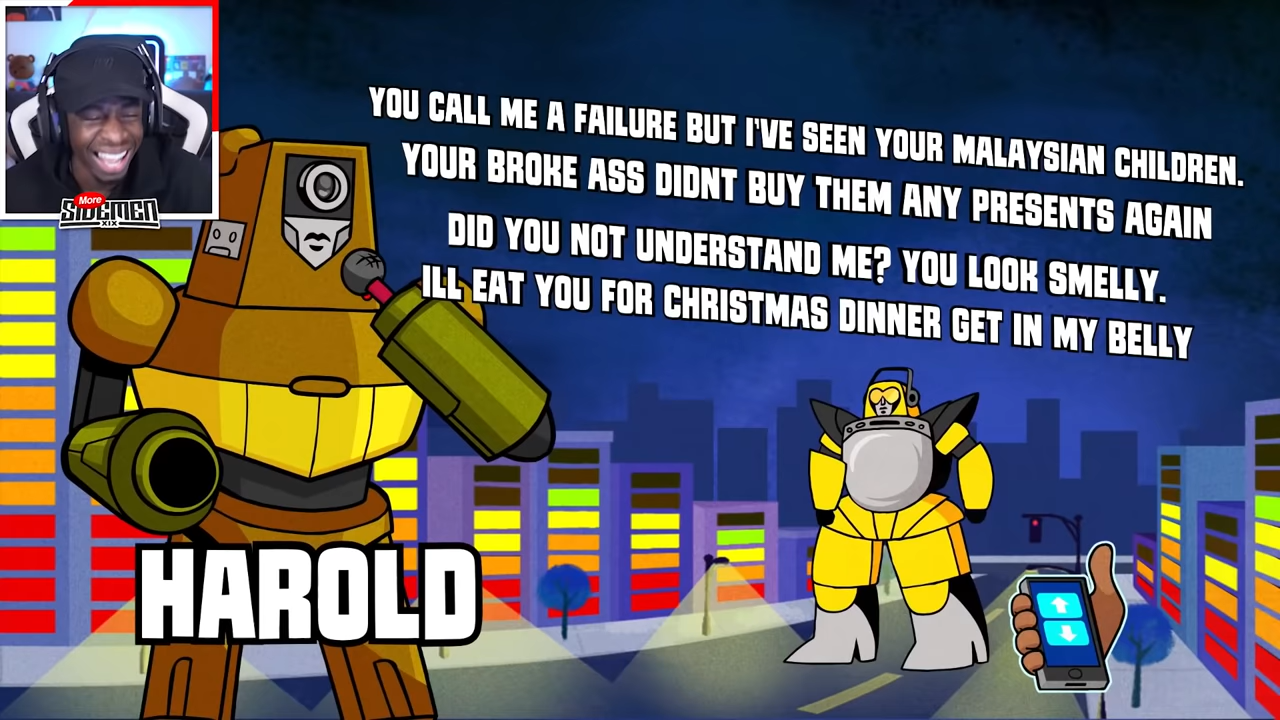 More
SIDEMEN
XIX
YOU CALL ME A FAILURE BUT I'VE SEEN YOUR MALAYSIAN CHILDREN.
YOUR BROKE ASS DIDNT BUY THEM ANY PRESENTS AGAIN
DID YOU NOT UNDERSTAND ME? YOU LOOK SMELLY.
ILL EAT YOU FOR CHRISTMAS DINNER GET IN MY BELLY
HAROLD